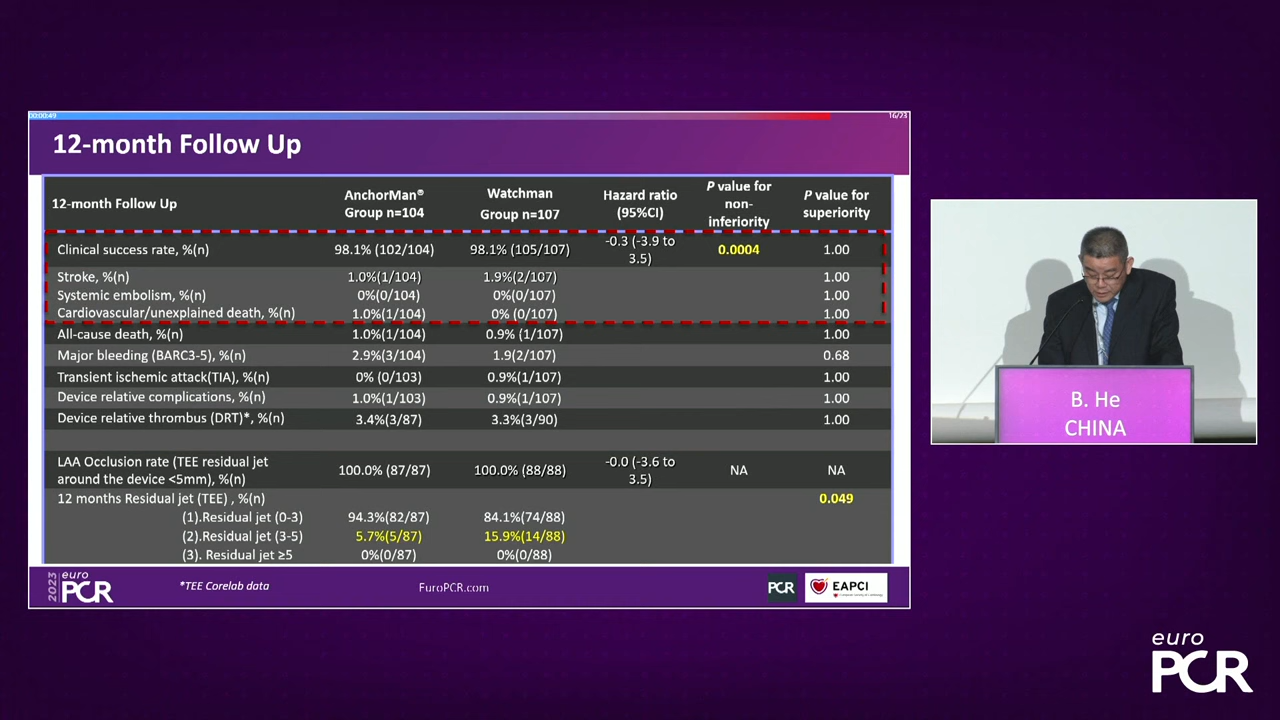 00:00:49
16/23
12-month Follow Up
12-month Follow Up
AnchorMan®
Group n=104
Watchman
Group n=107
Hazard ratio
(95%CI)
P value for
non-
inferiority
P value for
superiority
Clinical success rate, %(n) 98.1% (102/104) 98.1% (105/107) -0.3 (-3.9 to
3.5) 0.0004 1.00
Stroke, %(n) 1.0%(1/104) 1.9%(2/107) 1.00
Systemic embolism, %(n) 0%(0/104) 0%(0/107) 1.00
Cardiovascular/unexplained death, %(n) 1.0%(1/104) 0% (0/107) 1.00
All-cause death, %(n) 1.0%(1/104) 0.9% (1/107) 1.00
Major bleeding (BARC3-5), %(n) 2.9%(3/104) 1.9(2/107) 0.68
Transient ischemic attack(TIA), %(n) 0% (0/103) 0.9%(1/107) 1.00
Device relative complications, %(n) 1.0%(1/103) 0.9%(1/107) 1.00
Device relative thrombus (DRT)*, %(n) 3.4%(3/87) 3.3%(3/90) 1.00
LAA Occlusion rate (TEE residual jet
around the device <5mm), %(n) 100.0% (87/87) 100.0% (88/88) -0.0 (-3.6 to
3.5) NA NA
12 months Residual jet (TEE) , %(n) 0.049
(1).Residual jet (0-3) 94.3%(82/87) 84.1%(74/88)
(2).Residual jet (3-5) 5.7%(5/87) 15.9%(14/88)
(3). Residual jet ≥5 0%(0/87) 0%(0/88)
2023
euro
PCR
*TEE Corelab data
EuroPCR.com
PCR
EAPCI
B. He
CHINA
euro
PCR